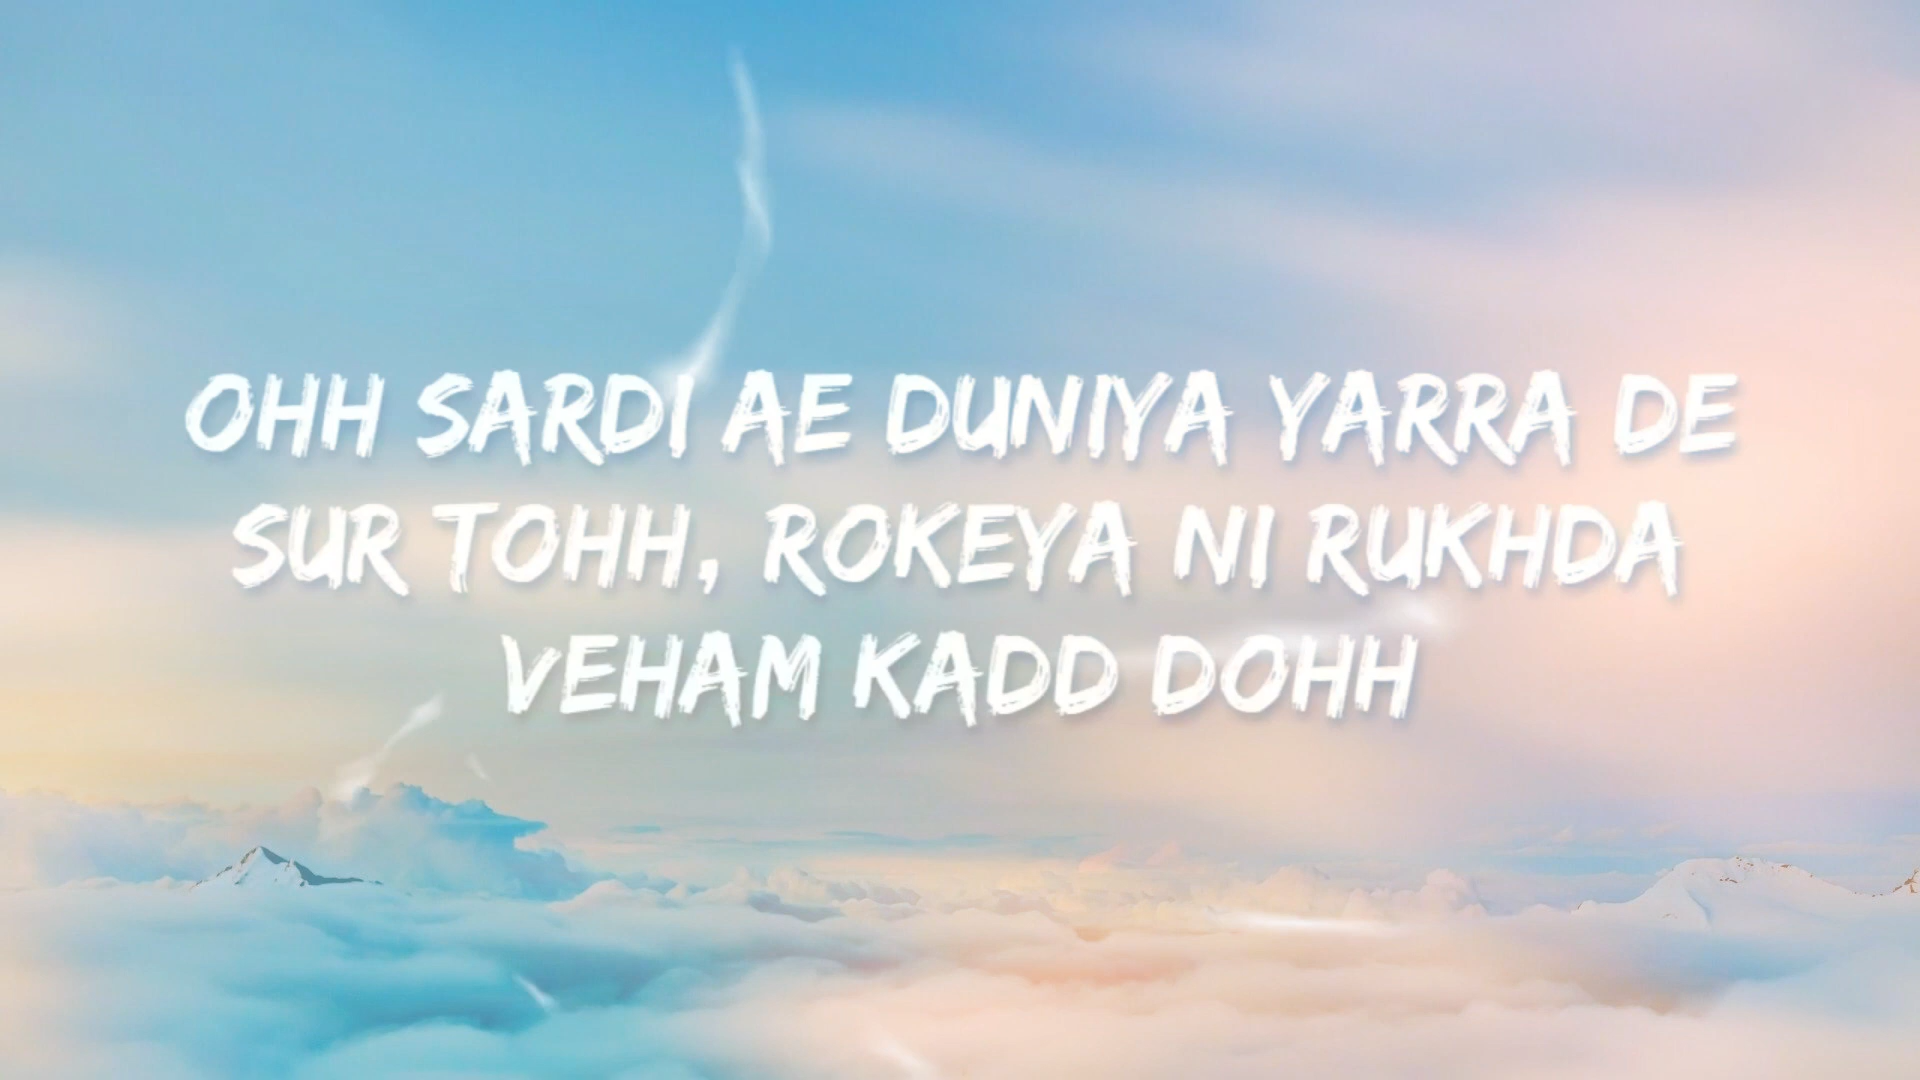 OHH SARDI AE DUNIYA YARRA DE
SUR TOHH, ROKEYA NI RUKHDA
VEHAM KADD DOHH